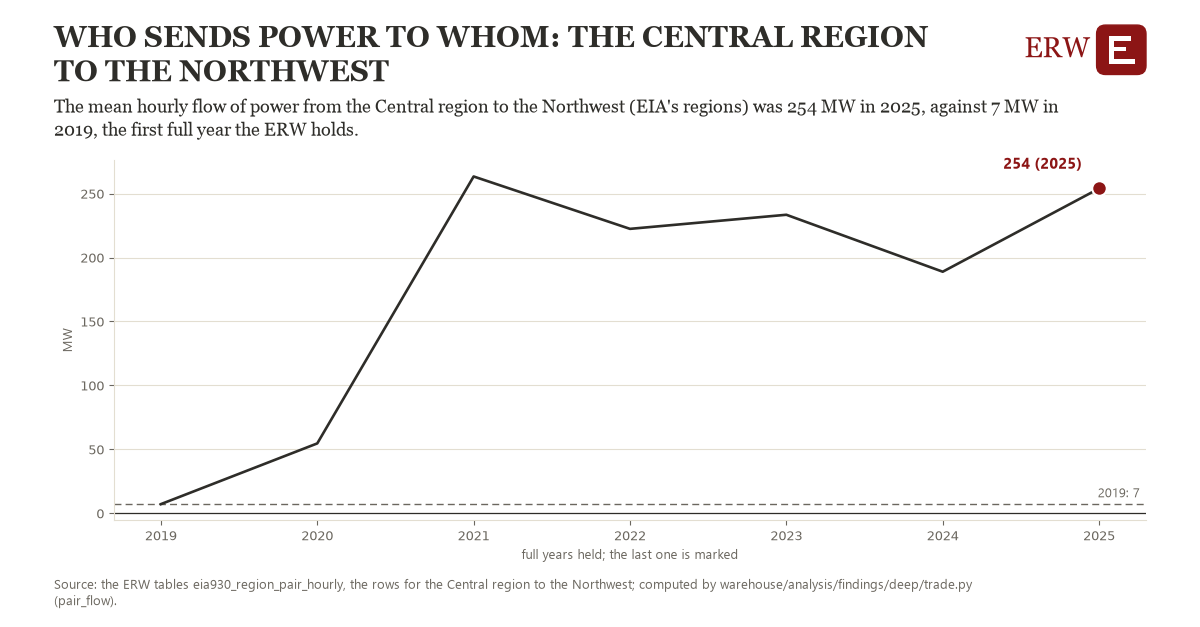 WHO SENDS POWER TO WHOM: THE CENTRAL REGION
TO THE NORTHWEST
ERW E
The mean hourly flow of power from the Central region to the Northwest (EIA's regions) was 254 MW in 2025, against 7 MW in
2019, the first full year the ERW holds.
254 (2025)
250
200
150
100
50
0
MW
2019: 7
2019 2020 2021 2022 2023 2024 2025
full years held; the last one is marked
Source: the ERW tables eia930_region_pair_hourly, the rows for the Central region to the Northwest; computed by warehouse/analysis/findings/deep/trade.py
(pair_flow).